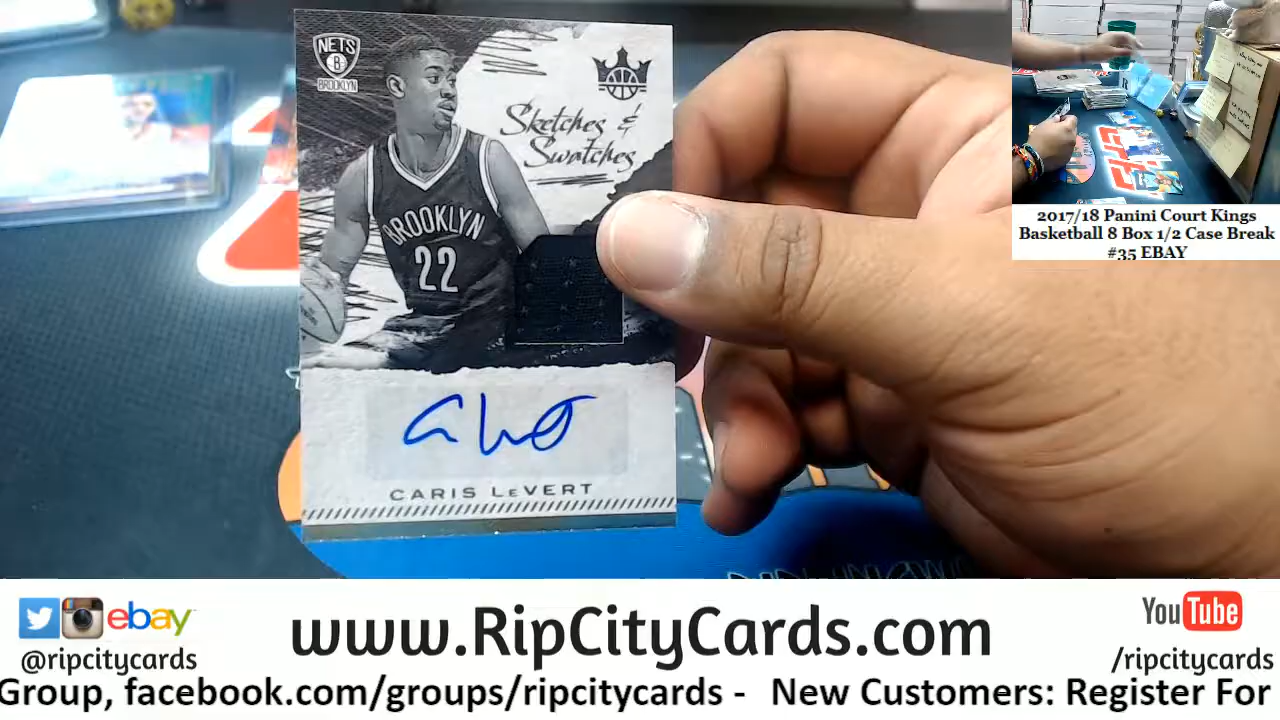 NETS
B
BROOKLYN
Sketches &
Swatches
BROOKLYN
22
CARIS LEVERT
2017/18 Panini Court Kings
Basketball 8 Box 1/2 Case Break
#35 EBAY
ebay
@ripcitycards
www.RipCityCards.com
YouTube
/ripcitycards
Group, facebook.com/groups/ripcitycards - New Customers: Register For